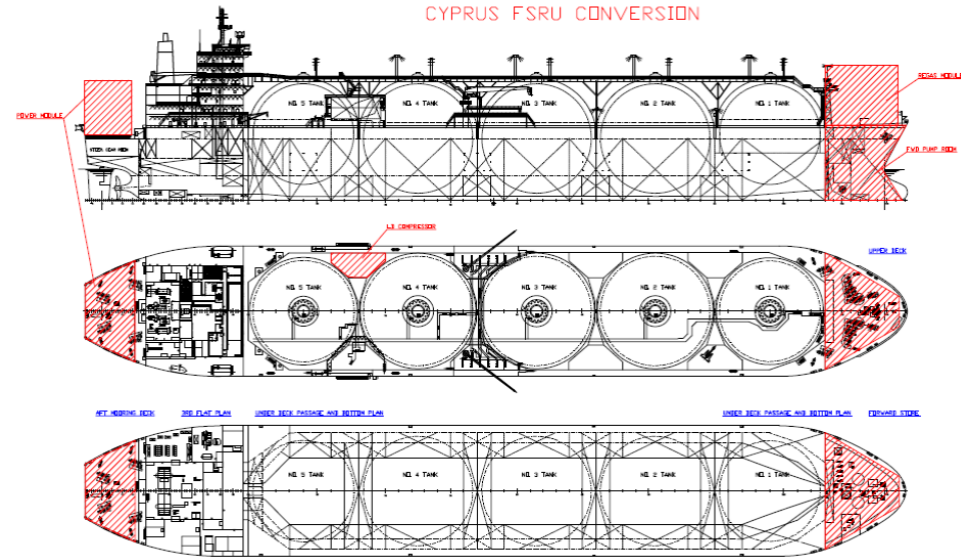 CYPRUS FSRU CONVERSION
REGAS MODULE
POWER MODULE
NO. 5 TANK
NO. 4 TANK
NO. 3 TANK
NO. 2 TANK
NO. 1 TANK
STEER GEAR ROOM
FWD PUMP ROOM
LD COMPRESSOR
UPPER DECK
NO. 5 TANK
NO. 4 TANK
NO. 3 TANK
NO. 2 TANK
NO. 1 TANK
AFT MOORING DECK
3RD FLAT PLAN
UNDER DECK PASSAGE AND BOTTOM PLAN
UNDER DECK PASSAGE AND BOTTOM PLAN
FORWARD STORE
NO. 5 TANK
NO. 4 TANK
NO. 3 TANK
NO. 2 TANK
NO. 1 TANK